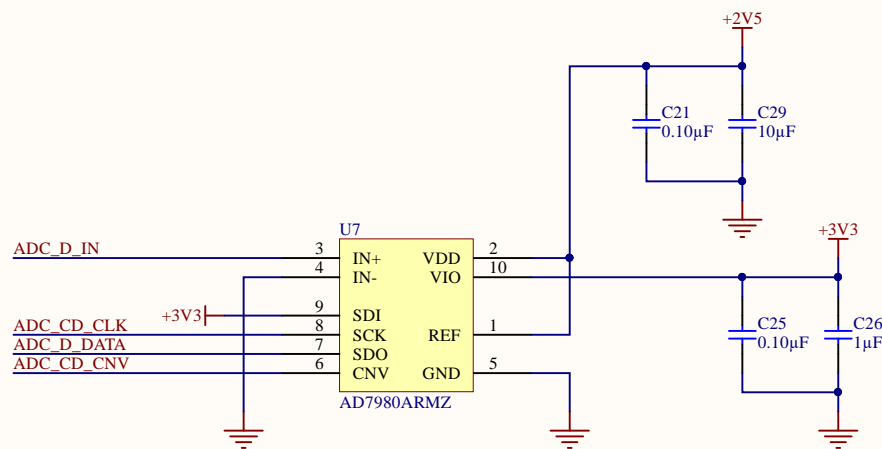 +2V5
C21
0.10µF
C29
10µF
+3V3
U7
ADC_D_IN
3
IN+
VDD
2
4
IN-
VIO
10
+3V3
9
SDI
ADC_CD_CLK
8
SCK
REF
1
ADC_D_DATA
7
SDO
ADC_CD_CNV
6
CNV
GND
5
C25
0.10µF
C26
1µF
AD7980ARMZ